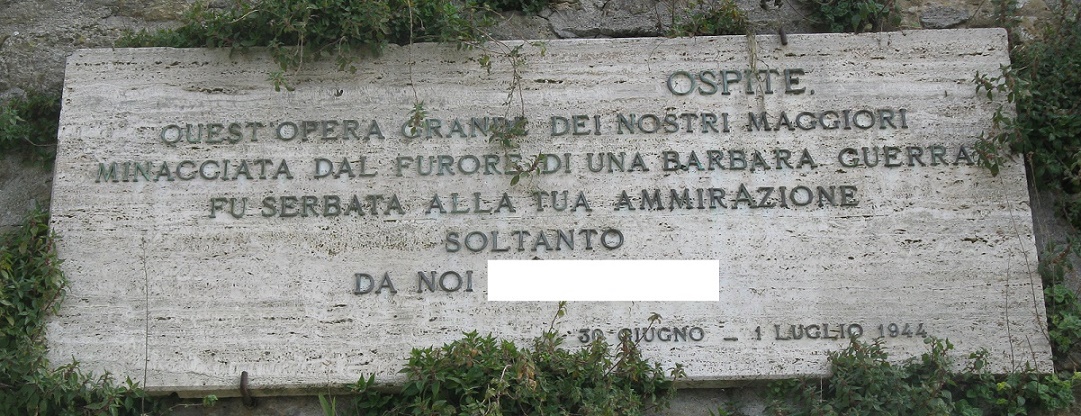 OSPITE,
QUEST'OPERA GRANDE DEI NOSTRI MAGGIORI
MINACCIATA DAL FURORE DI UNA BARBARA GUERRA
FU SERBATA ALLA TUA AMMIRAZIONE
SOLTANTO
DA NOI
30 GIUGNO - 1 LUGLIO 1944